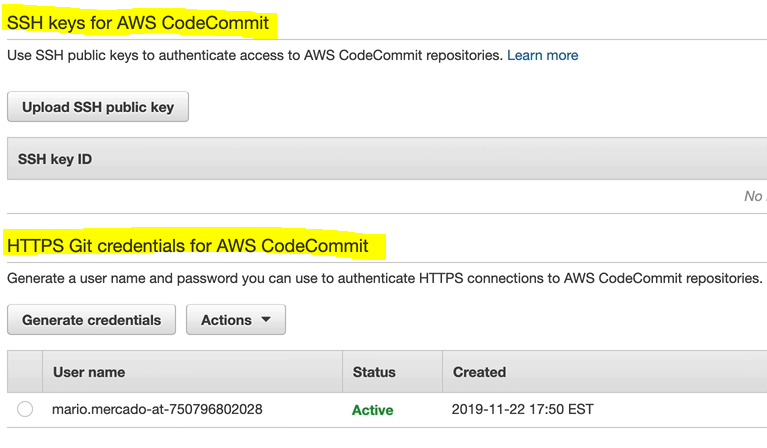 SSH keys for AWS CodeCommit
Use SSH public keys to authenticate access to AWS CodeCommit repositories. Learn more
Upload SSH public key
SSH key ID
No
HTTPS Git credentials for AWS CodeCommit
Generate a user name and password you can use to authenticate HTTPS connections to AWS CodeCommit repositories.
Generate credentials Actions
User name Status Created
mario.mercado-at-750796802028 Active 2019-11-22 17:50 EST